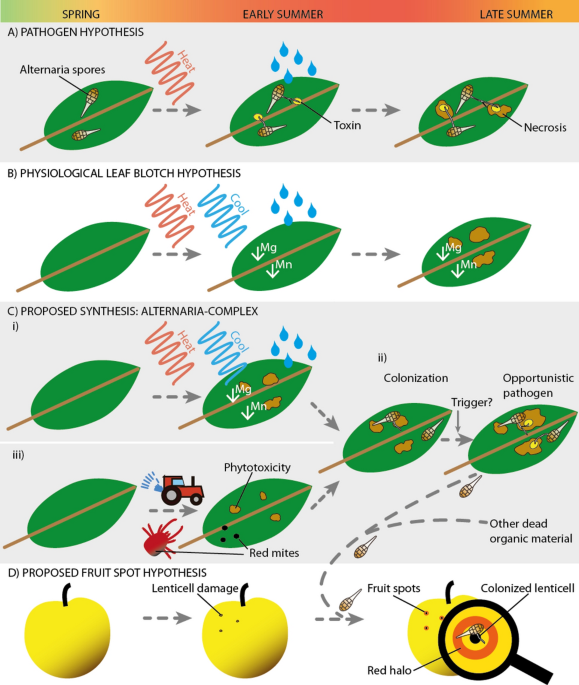 SPRING EARLY SUMMER LATE SUMMER
A) PATHOGEN HYPOTHESIS
Alternaria spores
Heat
Toxin
Necrosis
B) PHYSIOLOGICAL LEAF BLOTCH HYPOTHESIS
Heat
Cool
Mg
Mn
Mg
Mn
C) PROPOSED SYNTHESIS: ALTERNARIA-COMPLEX
i)
Heat
Cool
Mg
Mn
ii)
Colonization
Trigger?
Opportunistic
pathogen
iii)
Phytotoxicity
Red mites
Other dead
organic material
D) PROPOSED FRUIT SPOT HYPOTHESIS
Lenticell damage
Fruit spots
Colonized lenticell
Red halo